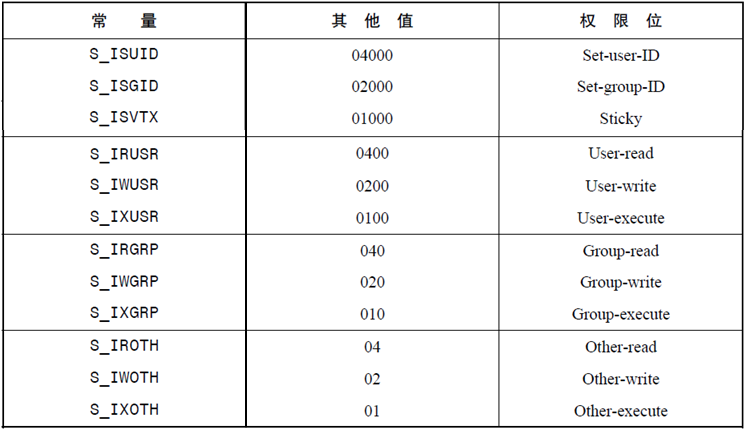 常 量 其 他 值 权 限 位
S_ISUID 04000 Set-user-ID
S_ISGID 02000 Set-group-ID
S_ISVTX 01000 Sticky
S_IRUSR 0400 User-read
S_IWUSR 0200 User-write
S_IXUSR 0100 User-execute
S_IRGRP 040 Group-read
S_IWGRP 020 Group-write
S_IXGRP 010 Group-execute
S_IROTH 04 Other-read
S_IWOTH 02 Other-write
S_IXOTH 01 Other-execute